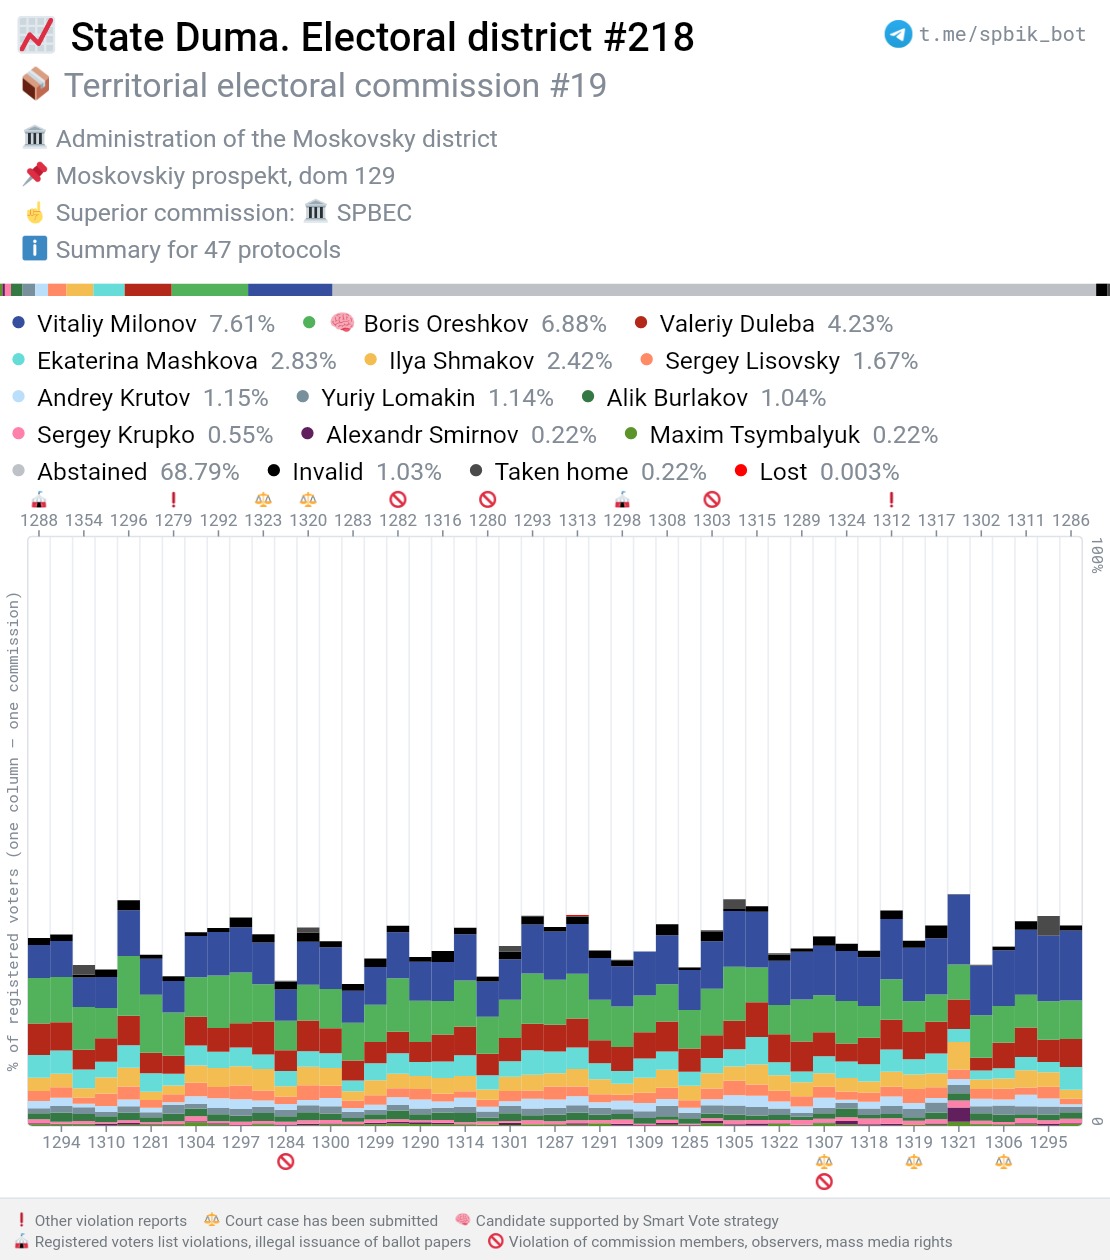 State Duma. Electoral district #218
t.me/spbik_bot
Territorial electoral commission #19
Administration of the Moskovsky district
Moskovskiy prospekt, dom 129
Superior commission: SPBEC
Summary for 47 protocols
Vitaliy Milonov 7.61% Boris Oreshkov 6.88% Valeriy Duleba 4.23%
Ekaterina Mashkova 2.83% Ilya Shmakov 2.42% Sergey Lisovsky 1.67%
Andrey Krutov 1.15% Yuriy Lomakin 1.14% Alik Burlakov 1.04%
Sergey Krupko 0.55% Alexandr Smirnov 0.22% Maxim Tsymbalyuk 0.22%
Abstained 68.79% Invalid 1.03% Taken home 0.22% Lost 0.003%
1288 1354 1296 1279 1292 1323 1320 1283 1282 1316 1280 1293 1313 1298 1308 1303 1315 1289 1324 1312 1317 1302 1311 1286
100%
% of registered voters (one column – one commission)
0
1294 1310 1281 1304 1297 1284 1300 1299 1290 1314 1301 1287 1291 1309 1285 1305 1322 1307 1318 1319 1321 1306 1295
Other violation reports Court case has been submitted Candidate supported by Smart Vote strategy
Registered voters list violations, illegal issuance of ballot papers Violation of commission members, observers, mass media rights